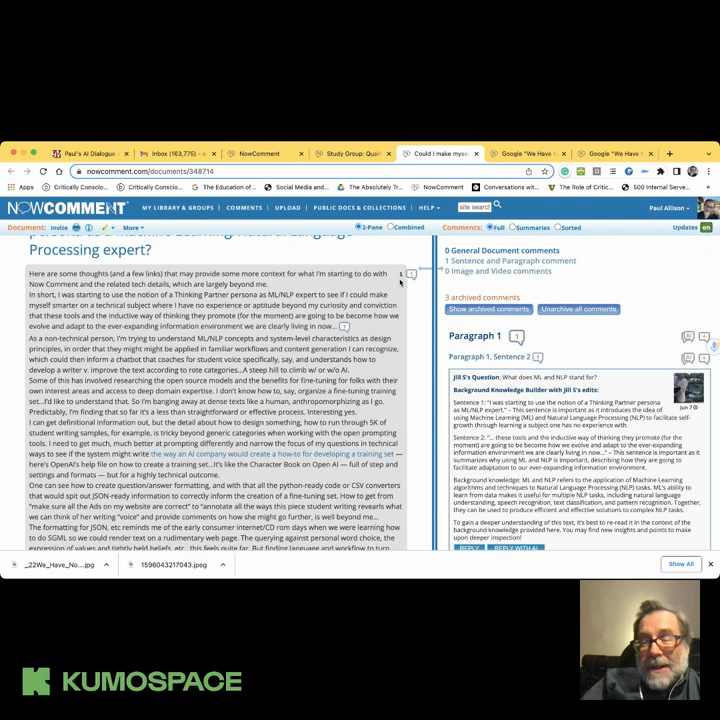 Paul's AI Dialogue
Inbox (163,775)
NowComment
Study Group: Qual
Could I make myse
Google "We Have N
Google "We Have N
nowcomment.com/documents/348714
Apps
Critically Conscio...
Critically Conscio...
The Education of...
Social Media and...
The Absolutely Tr...
NowComment
Conversations wit...
The Role of Critic...
500 Internal Serve...
NOWCOMMENT
MY LIBRARY & GROUPS
COMMENTS
UPLOAD
PUBLIC DOCS & COLLECTIONS
HELP
site search
Paul Allison
Document:
Invite
More
2-Pane
Combined
Comments:
Full
Summaries
Sorted
Updates
on
Processing expert?
Here are some thoughts (and a few links) that may provide some more context for what I'm starting to do with
Now Comment and the related tech details, which are largely beyond me.
1
1
In short, I was starting to use the notion of a Thinking Partner persona as ML/NLP expert to see if I could make
myself smarter on a technical subject where I have no experience or aptitude beyond my curiosity and conviction
that these tools and the inductive way of thinking they promote (for the moment) are going to be become how we
evolve and adapt to the ever-expanding information environment we are clearly living in now...
1
As a non-technical person, I'm trying to understand ML/NLP concepts and system-level characteristics as design
principles, in order that they might be applied in familiar workflows and content generation I can recognize,
which could then inform a chatbot that coaches for student voice specifically, say, and understands how to
develop a writer v. improve the text to rote categories...A steep hill to climb w/ or w/o AI.
Some of this has involved researching the open source models and the benefits for fine-tuning for folks with their
own interest areas and access to deep domain expertise. I don't know how to, say, organize a fine-tuning training
set...I'd like to understand that. So I'm banging away at dense texts like a human, anthropomorphizing as I go.
Predictably, I'm finding that so far it's a less than straightforward or effective process. Interesting yes.
I can get definitional information out, but the detail about how to design something, how to run through 5K of
student writing samples, for example, is tricky beyond generic categories when working with the open prompting
tools. I need to get much, much better at prompting and narrow the focus of my questions in technical
ways to see if the system might write the way an AI company would create a how-to for developing a training set —
here's OpenAI's help file on how to create a training set...It's like the Character Book on Open AI — full of step and
settings and formats — but for a highly technical outcome.
One can see how to create question/answer formatting, and with that all the python-ready code or CSV converters
that would spit out JSON-ready information to correctly inform the creation of a fine-tuning set. How to get from
"make sure all the Ads on my website are correct" to "annotate all the ways this piece student writing reveals what
we can think of her writing "voice" and provide comments on how she might go further, is well beyond me...
The formatting for JSON, etc reminds me of the early consumer internet/CD rom days when we were learning how
to do SGML so we could render text on a rudimentary web page. The querying against personal word choice, the
expression of values and tightly held beliefs, etc...this feels quite far. But finding language and workflow to turn
0 General Document comments
1 Sentence and Paragraph comment
0 Image and Video comments
3 archived comments
Show archived comments
Unarchive all comments
Paragraph 1
1
Paragraph 1, Sentence 2
1
Jill S's Question: What does ML and NLP stand for?
Background Knowledge Builder with Jill S's edits:
Jun 7
Sentence 1: "I was starting to use the notion of a Thinking Partner persona
as ML/NLP expert." – This sentence is important as it introduces the idea of
using Machine Learning (ML) and Natural Language Processing (NLP) to facilitate self-
growth through learning a subject one has no experience with.
Sentence 2: "... these tools and the inductive way of thinking they promote (for the
moment) are going to be become how we evolve and adapt to the ever-expanding
information environment we are clearly living in now..." – This sentence is important as it
summarizes why using ML and NLP is important, describing how they are going to
facilitate adaptation to our ever-expanding environment.
Background knowledge: ML and NLP refers to the application of Machine Learning
algorithms and techniques to Natural Language Processing (NLP) tasks. ML's ability to
learn from data makes it useful for multiple NLP tasks, including natural language
understanding, speech recognition, text classification, and pattern recognition. Together,
they can be used to produce efficient and effective solutions to complex NLP tasks.
To gain a deeper understanding of this text, it's best to re-read it in the context of the
background knowledge provided here. You may find new insights and points to make
upon deeper inspection!
REPLY
REPLY WITH AI
_22We_Have_No....jpg
1596043217043.jpeg
Show All
KUMOSPACE